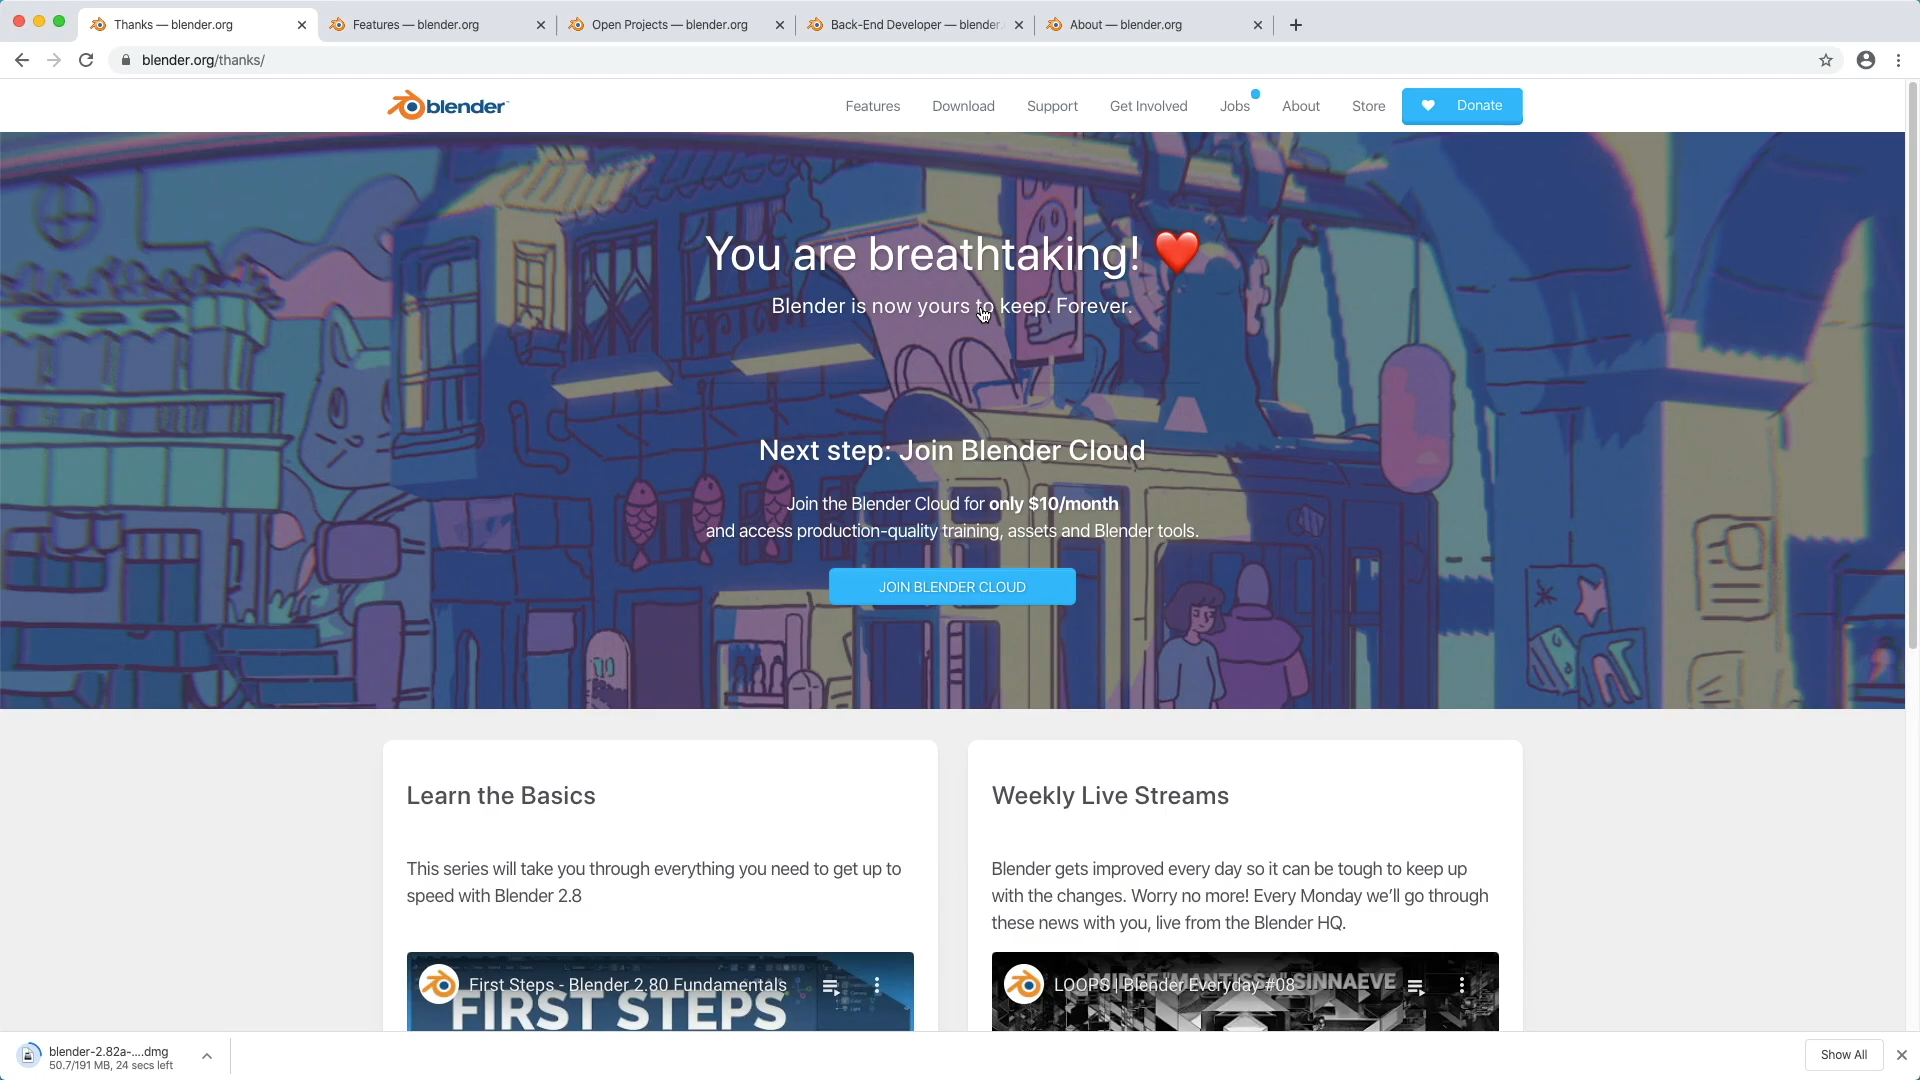 Thanks — blender.org
Features — blender.org
Open Projects — blender.org
Back-End Developer — blender.
About — blender.org
blender.org/thanks/
blender
Features
Download
Support
Get Involved
Jobs
About
Store
Donate
You are breathtaking! ❤️
Blender is now yours to keep. Forever.
Next step: Join Blender Cloud
Join the Blender Cloud for only $10/month
and access production-quality training, assets and Blender tools.
JOIN BLENDER CLOUD
Learn the Basics
This series will take you through everything you need to get up to
speed with Blender 2.8
First Steps - Blender 2.80 Fundamentals
FIRST STEPS
Weekly Live Streams
Blender gets improved every day so it can be tough to keep up
with the changes. Worry no more! Every Monday we'll go through
these news with you, live from the Blender HQ.
LOOPS | Blender Everyday #08
MIDGE "MANTISSA" SINNAEVE
blender-2.82a-....dmg
50.7/191 MB, 24 secs left
Show All